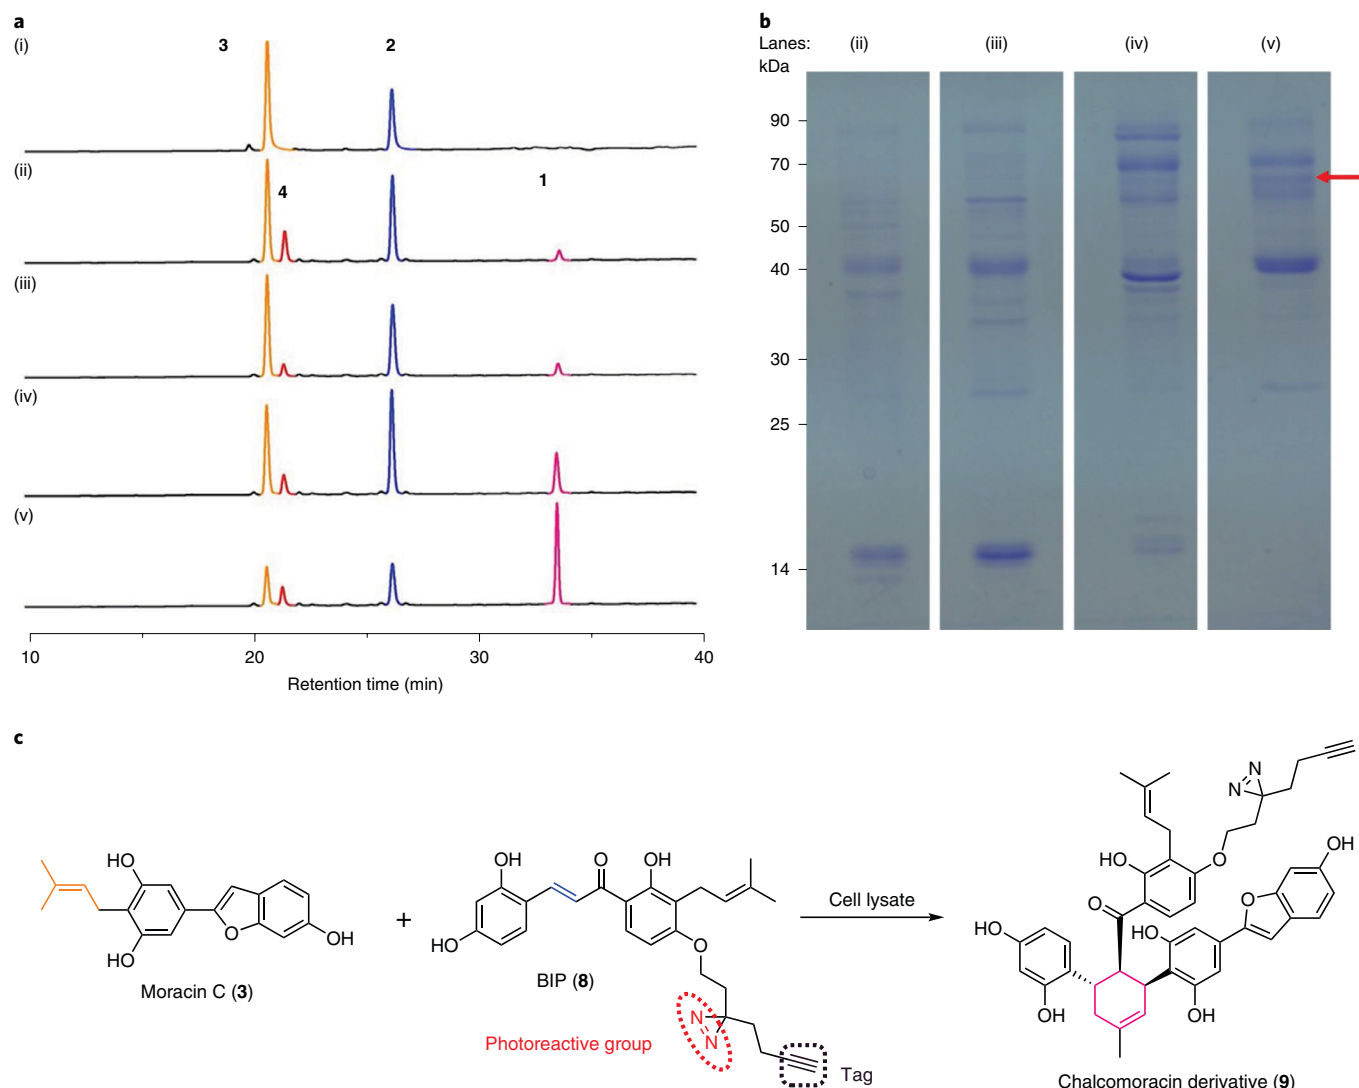 a
(i)
3
2
(ii)
4
1
(iii)
(iv)
(v)
10
20
30
40
Retention time (min)
b
Lanes:
(ii)
(iii)
(iv)
(v)
kDa
90
70
50
40
30
25
14
c
HO
HO
O
OH
Moracin C (3)
+
OH
O
OH
HO
O
BIP (8)
N
N
Photoreactive group
Tag
Cell lysate
N
N
O
HO
O
OH
O
HO
HO
OH
OH
Chalcomoracin derivative (9)